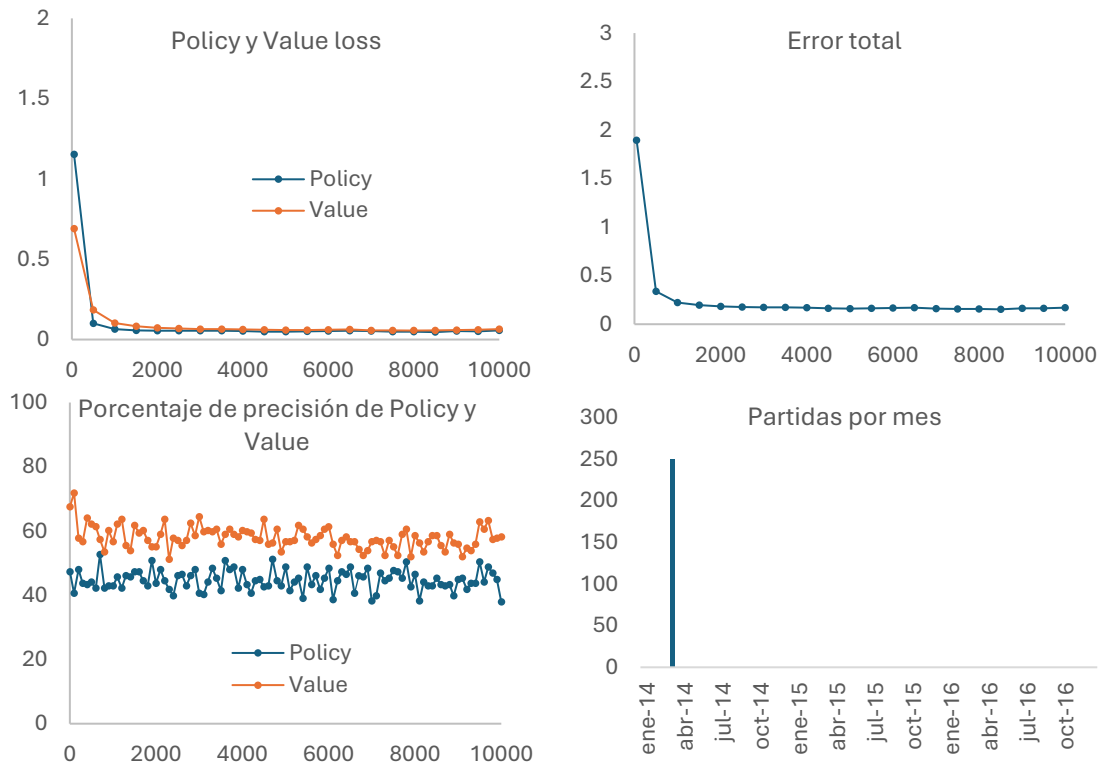 Policy y Value loss
2
1.5
1
0.5
0
Policy
Value
0 2000 4000 6000 8000 10000
Error total
3
2.5
2
1.5
1
0.5
0
0 2000 4000 6000 8000 10000
Porcentaje de precisión de Policy y
Value
100
80
60
40
20
0
Policy
Value
0 2000 4000 6000 8000 10000
Partidas por mes
300
250
200
150
100
50
0
ene-14 abr-14 jul-14 oct-14 ene-15 abr-15 jul-15 oct-15 ene-16 abr-16 jul-16 oct-16